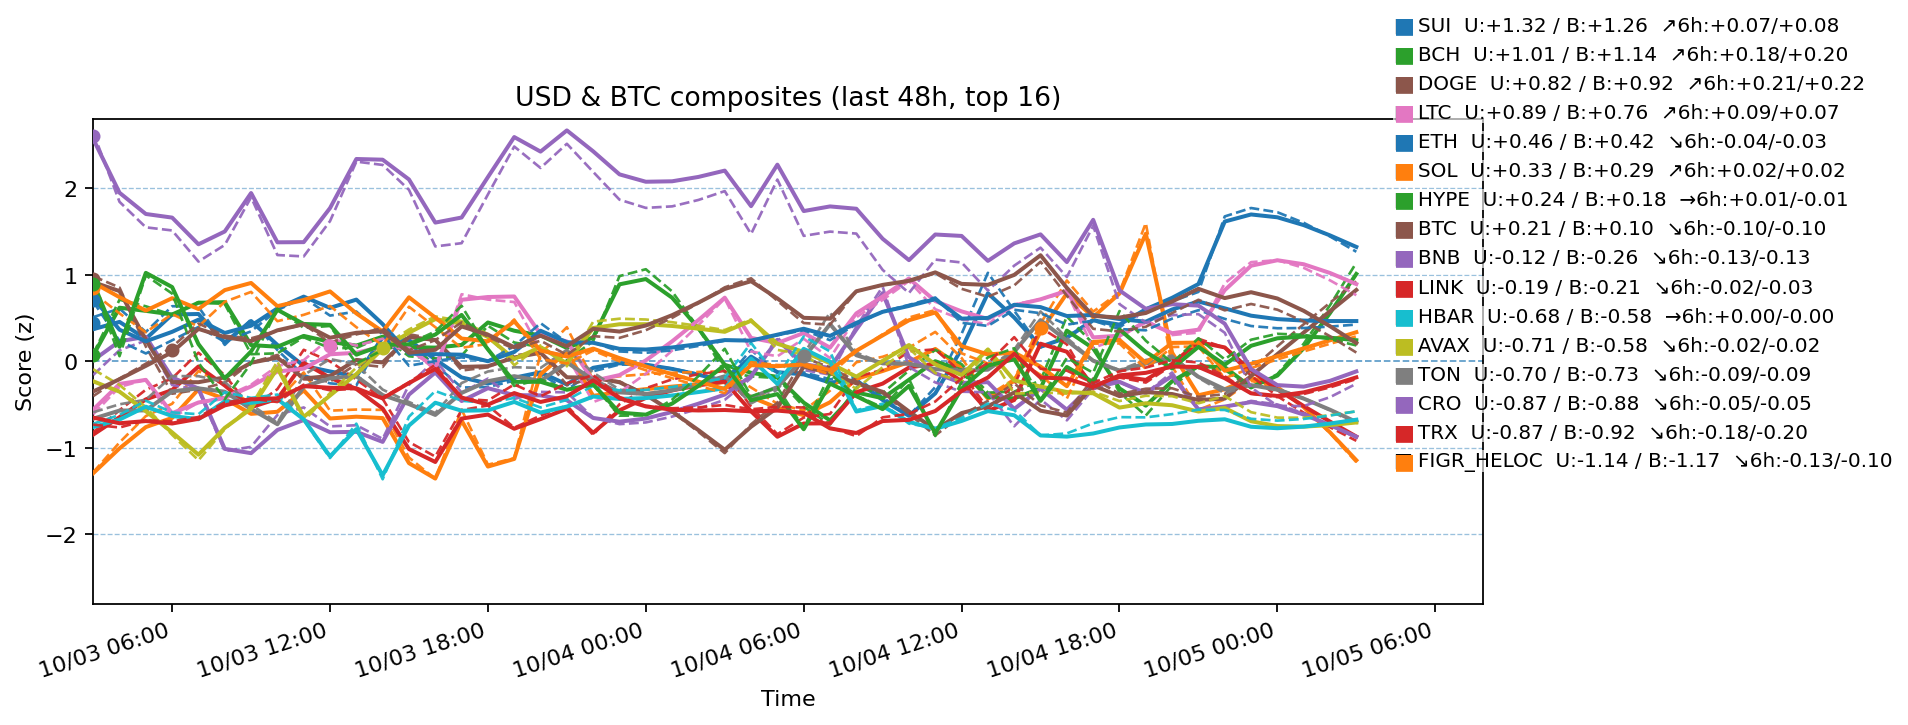 USD & BTC composites (last 48h, top 16)
SUI U:+1.32 / B:+1.26 ↗6h:+0.07/+0.08
BCH U:+1.01 / B:+1.14 ↗6h:+0.18/+0.20
DOGE U:+0.82 / B:+0.92 ↗6h:+0.21/+0.22
LTC U:+0.89 / B:+0.76 ↗6h:+0.09/+0.07
ETH U:+0.46 / B:+0.42 ↘6h:-0.04/-0.03
SOL U:+0.33 / B:+0.29 ↗6h:+0.02/+0.02
HYPE U:+0.24 / B:+0.18 →6h:+0.01/-0.01
BTC U:+0.21 / B:+0.10 ↘6h:-0.10/-0.10
BNB U:-0.12 / B:-0.26 ↘6h:-0.13/-0.13
LINK U:-0.19 / B:-0.21 ↘6h:-0.02/-0.03
HBAR U:-0.68 / B:-0.58 →6h:+0.00/-0.00
AVAX U:-0.71 / B:-0.58 ↘6h:-0.02/-0.02
TON U:-0.70 / B:-0.73 ↘6h:-0.09/-0.09
CRO U:-0.87 / B:-0.88 ↘6h:-0.05/-0.05
TRX U:-0.87 / B:-0.92 ↘6h:-0.18/-0.20
FIGR_HELOC U:-1.14 / B:-1.17 ↘6h:-0.13/-0.10
Score (z)
2
1
0
−1
−2
10/03 06:00
10/03 12:00
10/03 18:00
10/04 00:00
10/04 06:00
10/04 12:00
10/04 18:00
10/05 00:00
10/05 06:00
Time